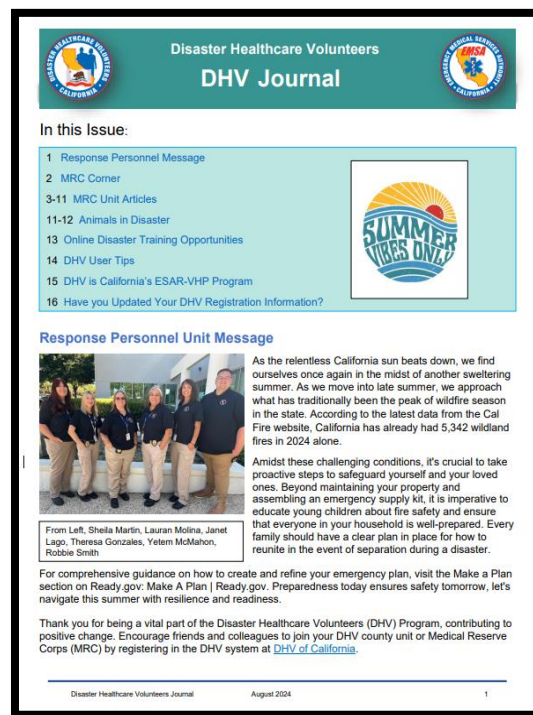 Disaster Healthcare Volunteers
DHV Journal
DISASTER HEALTHCARE VOLUNTEERS
CALIFORNIA
EMERGENCY MEDICAL SERVICES AUTHORITY
EMSA
CALIFORNIA
In this Issue:
1 Response Personnel Message
2 MRC Corner
3-11 MRC Unit Articles
11-12 Animals in Disaster
13 Online Disaster Training Opportunities
14 DHV User Tips
15 DHV is California's ESAR-VHP Program
16 Have you Updated Your DHV Registration Information?
SUMMER
VIBES ONLY
Response Personnel Unit Message
From Left, Sheila Martin, Lauran Molina, Janet
Lago, Theresa Gonzales, Yetem McMahon,
Robbie Smith
As the relentless California sun beats down, we find
ourselves once again in the midst of another sweltering
summer. As we move into late summer, we approach
what has traditionally been the peak of wildfire season
in the state. According to the latest data from the Cal
Fire website, California has already had 5,342 wildland
fires in 2024 alone.
Amidst these challenging conditions, it's crucial to take
proactive steps to safeguard yourself and your loved
ones. Beyond maintaining your property and
assembling an emergency supply kit, it is imperative to
educate young children about fire safety and ensure
that everyone in your household is well-prepared. Every
family should have a clear plan in place for how to
reunite in the event of separation during a disaster.
For comprehensive guidance on how to create and refine your emergency plan, visit the Make a Plan
section on Ready.gov: Make A Plan | Ready.gov. Preparedness today ensures safety tomorrow, let's
navigate this summer with resilience and readiness.
Thank you for being a vital part of the Disaster Healthcare Volunteers (DHV) Program, contributing to
positive change. Encourage friends and colleagues to join your DHV county unit or Medical Reserve
Corps (MRC) by registering in the DHV system at DHV of California.
Disaster Healthcare Volunteers Journal August 2024 1